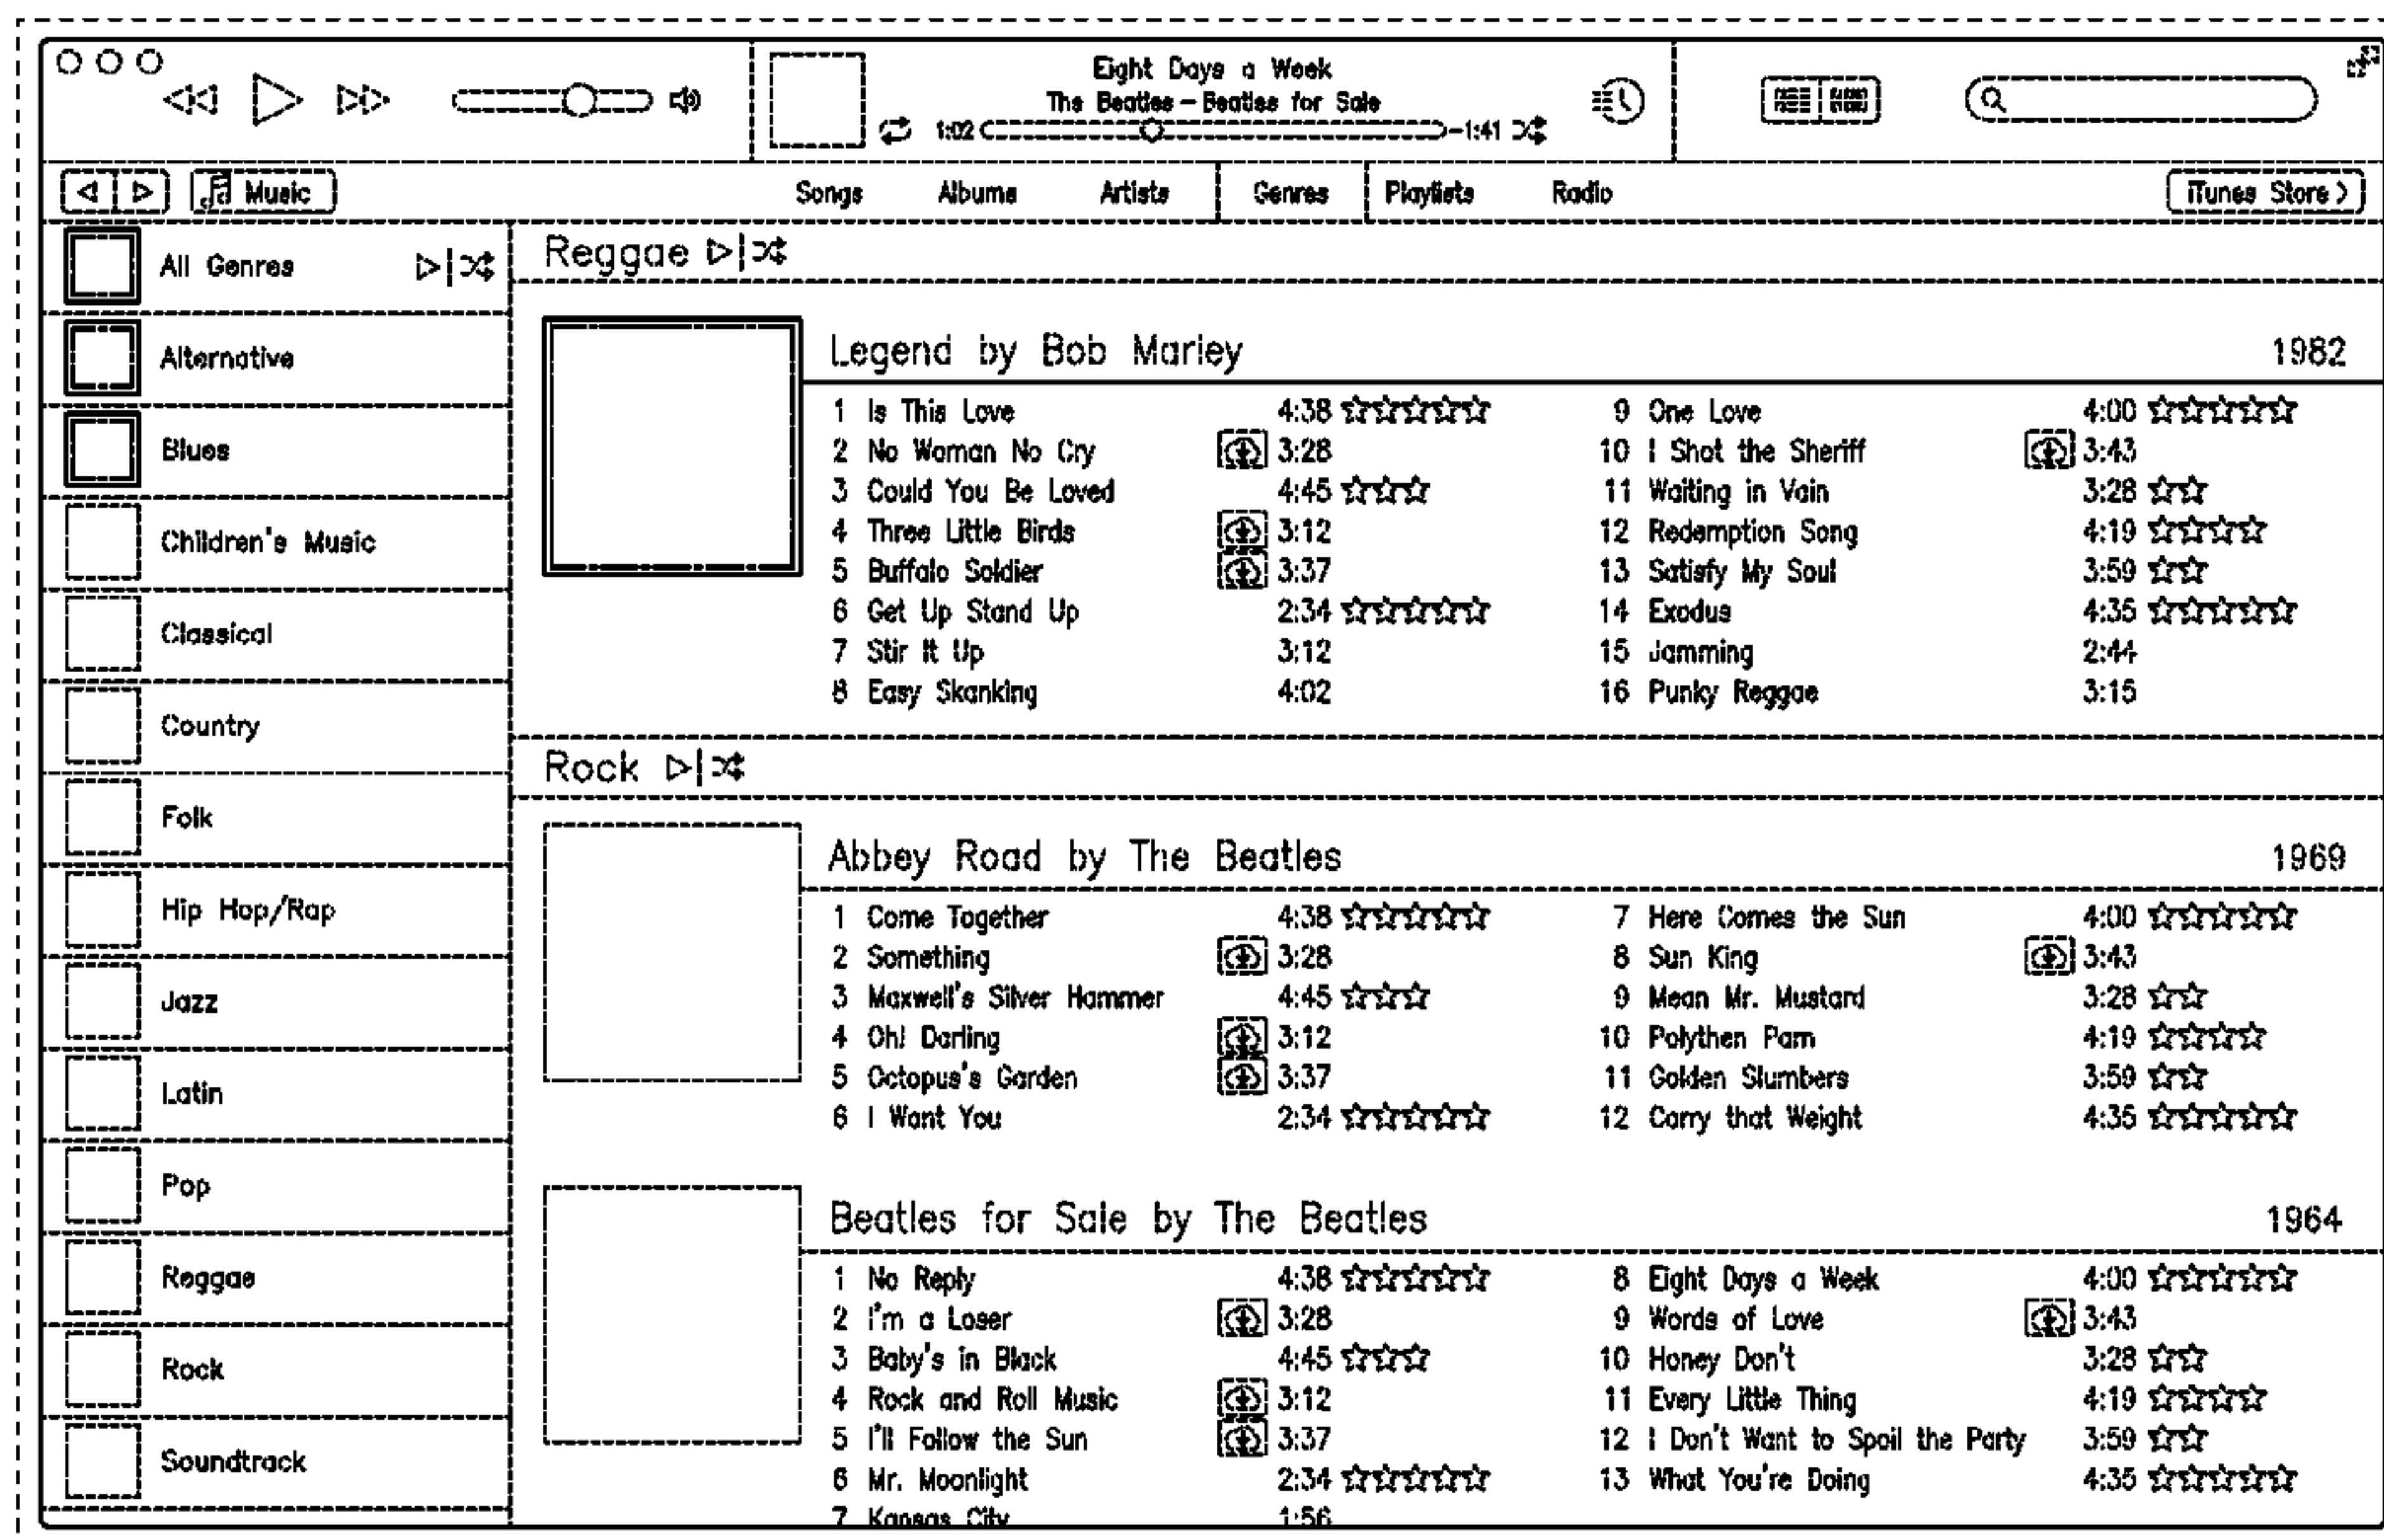 Eight Days a Week
The Beatles – Beatles for Sale
1:02 -1:41
Music Songs Albums Artists Genres Playlists Radio iTunes Store >
All Genres
Alternative
Blues
Children's Music
Classical
Country
Folk
Hip Hop/Rap
Jazz
Latin
Pop
Reggae
Rock
Soundtrack
Reggae
Legend by Bob Marley 1982
1 Is This Love 4:38 9 One Love 4:00
2 No Woman No Cry 3:28 10 I Shot the Sheriff 3:43
3 Could You Be Loved 4:45 11 Waiting in Vain 3:28
4 Three Little Birds 3:12 12 Redemption Song 4:19
5 Buffalo Soldier 3:37 13 Satisfy My Soul 3:59
6 Get Up Stand Up 2:34 14 Exodus 4:35
7 Stir It Up 3:12 15 Jamming 2:44
8 Easy Skanking 4:02 16 Punky Reggae 3:15
Rock
Abbey Road by The Beatles 1969
1 Come Together 4:38 7 Here Comes the Sun 4:00
2 Something 3:28 8 Sun King 3:43
3 Maxwell's Silver Hammer 4:45 9 Mean Mr. Mustard 3:28
4 Oh! Darling 3:12 10 Polythen Pam 4:19
5 Octopus's Garden 3:37 11 Golden Slumbers 3:59
6 I Want You 2:34 12 Carry that Weight 4:35
Beatles for Sale by The Beatles 1964
1 No Reply 4:38 8 Eight Days a Week 4:00
2 I'm a Loser 3:28 9 Words of Love 3:43
3 Baby's in Black 4:45 10 Honey Don't 3:28
4 Rock and Roll Music 3:12 11 Every Little Thing 4:19
5 I'll Follow the Sun 3:37 12 I Don't Want to Spoil the Party 3:59
6 Mr. Moonlight 2:34 13 What You're Doing 4:35
7 Kansas City 1:56